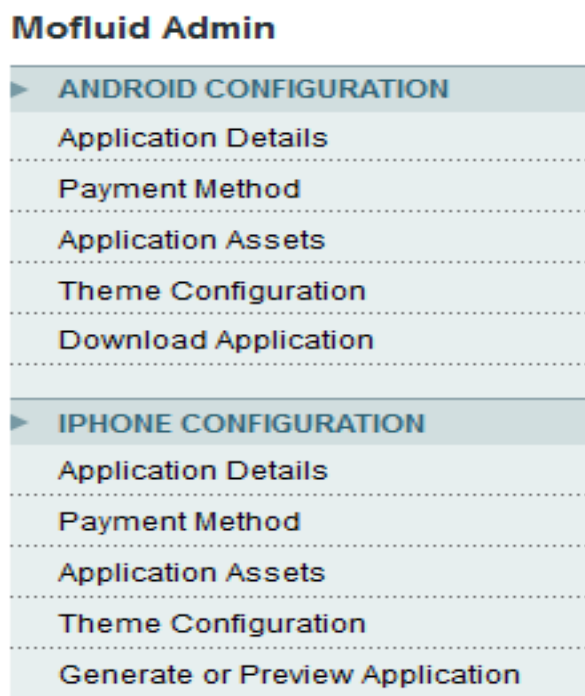 Mofluid Admin
ANDROID CONFIGURATION
Application Details
Payment Method
Application Assets
Theme Configuration
Download Application
IPHONE CONFIGURATION
Application Details
Payment Method
Application Assets
Theme Configuration
Generate or Preview Application